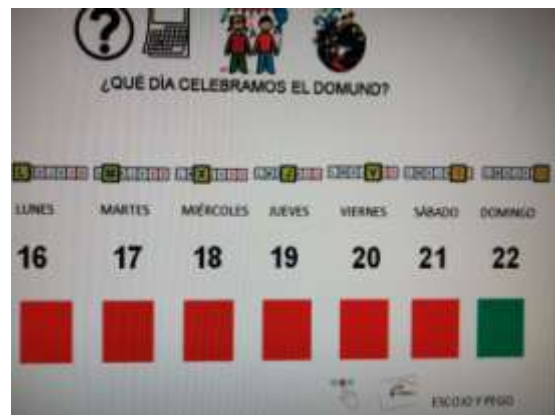 ?
¿QUÉ DÍA CELEBRAMOS EL DOMUND?
LUNES MARTES MIÉRCOLES JUEVES VIERNES SÁBADO DOMINGO
16 17 18 19 20 21 22
ESCOJO Y PEGO